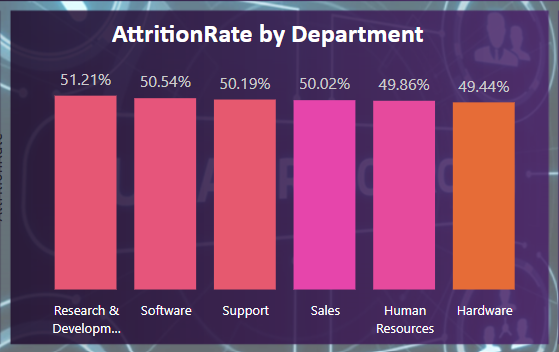 AttritionRate by Department
51.21%
50.54%
50.19%
50.02%
49.86%
49.44%
AttritionRate
Research &
Developm...
Software
Support
Sales
Human
Resources
Hardware